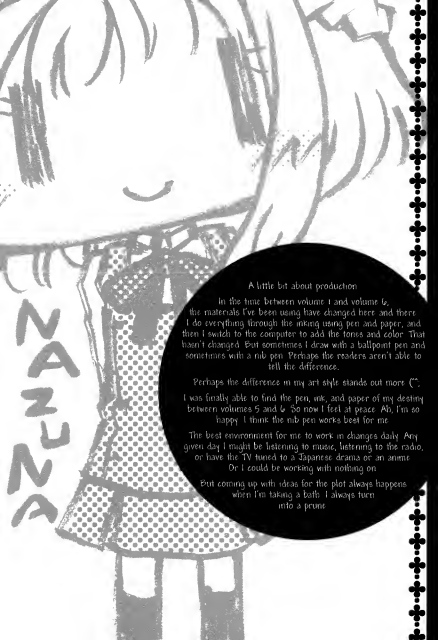 NAZUNA
A little bit about production
In the time between volume 1 and volume 6,
the materials I've been using have changed here and there.
I do everything through the inking using pen and paper, and
then I switch to the computer to add the tones and color. That
hasn't changed. But sometimes I draw with a ballpoint pen and
sometimes with a nib pen. Perhaps the readers aren't able to
tell the difference.
Perhaps the difference in my art style stands out more (^^;
I was finally able to find the pen, ink, and paper of my destiny
between volumes 5 and 6. So now I feel at peace. Ah, I'm so
happy. I think the nib pen works best for me.
The best environment for me to work in changes daily. Any
given day I might be listening to music, listening to the radio,
or have the TV tuned to a Japanese drama or an anime.
Or I could be working with nothing on.
But coming up with ideas for the plot always happens
when I'm taking a bath. I always turn
into a prune.